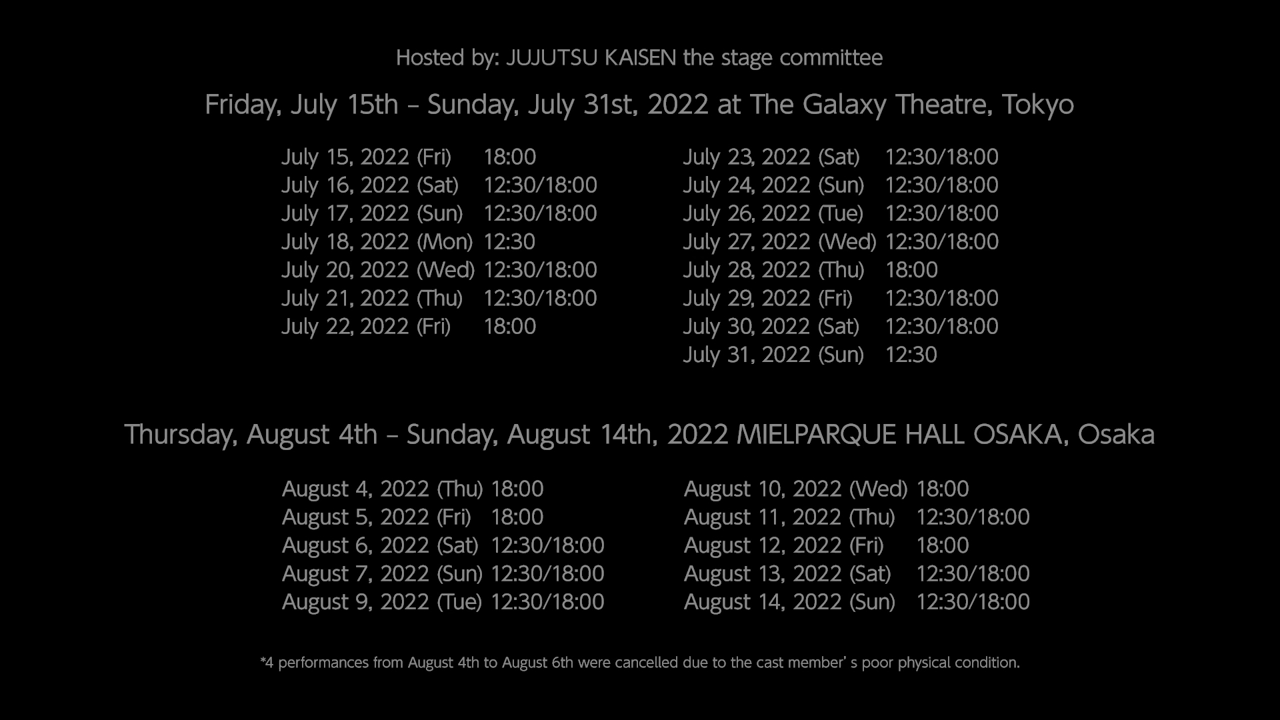 Hosted by: JUJUTSU KAISEN the stage committee
Friday, July 15th – Sunday, July 31st, 2022 at The Galaxy Theatre, Tokyo
July 15, 2022 (Fri) 18:00
July 16, 2022 (Sat) 12:30/18:00
July 17, 2022 (Sun) 12:30/18:00
July 18, 2022 (Mon) 12:30
July 20, 2022 (Wed) 12:30/18:00
July 21, 2022 (Thu) 12:30/18:00
July 22, 2022 (Fri) 18:00
July 23, 2022 (Sat) 12:30/18:00
July 24, 2022 (Sun) 12:30/18:00
July 26, 2022 (Tue) 12:30/18:00
July 27, 2022 (Wed) 12:30/18:00
July 28, 2022 (Thu) 18:00
July 29, 2022 (Fri) 12:30/18:00
July 30, 2022 (Sat) 12:30/18:00
July 31, 2022 (Sun) 12:30
Thursday, August 4th – Sunday, August 14th, 2022 MIELPARQUE HALL OSAKA, Osaka
August 4, 2022 (Thu) 18:00
August 5, 2022 (Fri) 18:00
August 6, 2022 (Sat) 12:30/18:00
August 7, 2022 (Sun) 12:30/18:00
August 9, 2022 (Tue) 12:30/18:00
August 10, 2022 (Wed) 18:00
August 11, 2022 (Thu) 12:30/18:00
August 12, 2022 (Fri) 18:00
August 13, 2022 (Sat) 12:30/18:00
August 14, 2022 (Sun) 12:30/18:00
*4 performances from August 4th to August 6th were cancelled due to the cast member’ s poor physical condition.